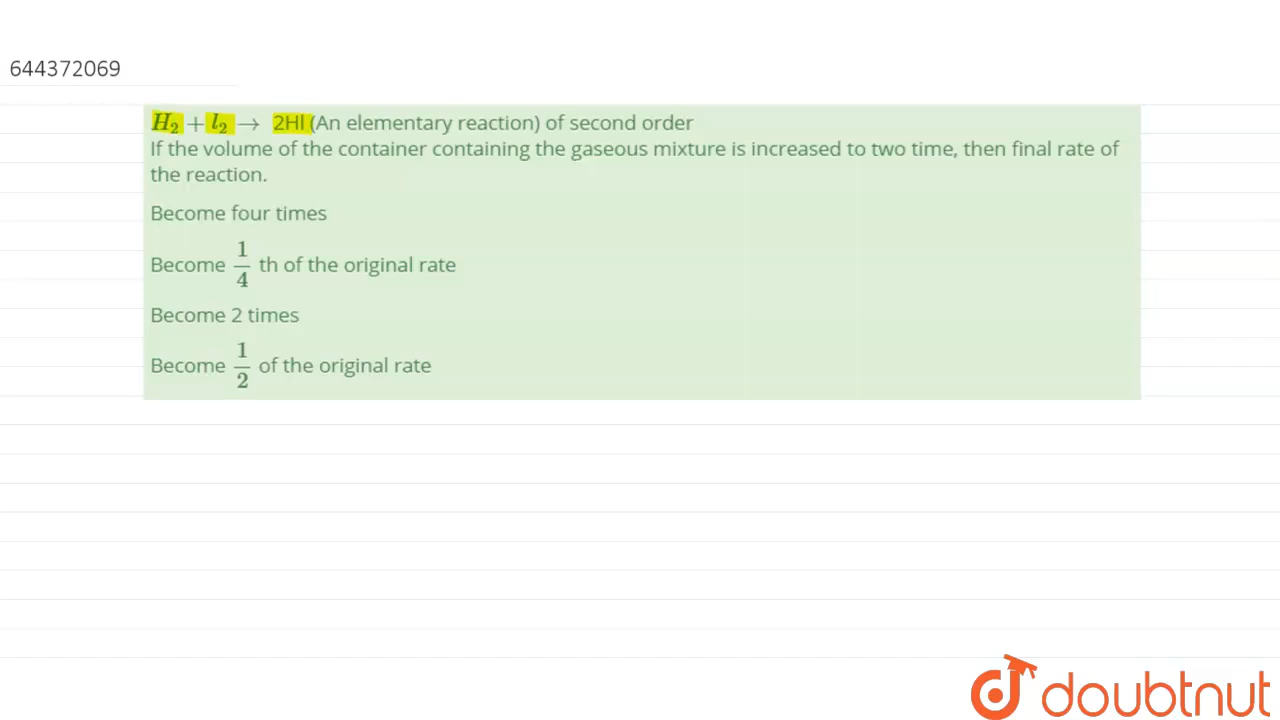 644372069
H₂ + l₂ → 2Hl (An elementary reaction) of second order
If the volume of the container containing the gaseous mixture is increased to two time, then final rate of
the reaction.
Become four times
Become 1/4 th of the original rate
Become 2 times
Become 1/2 of the original rate
doubtnut